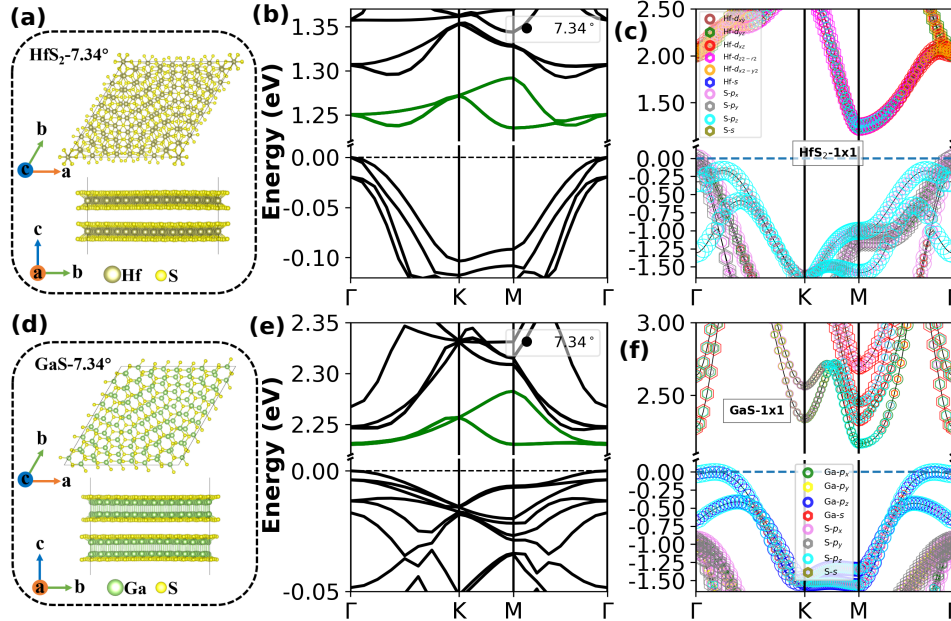 (a)
HfS2-7.34°
b
c
a
c
a
b
Hf
S
(b)
Energy (eV)
1.35
1.30
1.25
0.00
-0.05
-0.10
Γ
K
M
Γ
7.34°
(c)
2.50
2.00
1.50
0.00
-0.25
-0.50
-0.75
-1.00
-1.25
-1.50
Hf-dxy
Hf-dyz
Hf-dxz
Hf-dz2−r2
Hf-dx2−y2
Hf-s
S-px
S-py
S-pz
S-s
HfS2-1x1
Γ
K
M
Γ
(d)
GaS-7.34°
b
c
a
c
a
b
Ga
S
(e)
Energy (eV)
2.35
2.30
2.25
0.00
-0.05
Γ
K
M
Γ
7.34°
(f)
3.00
2.50
0.00
-0.25
-0.50
-0.75
-1.00
-1.25
-1.50
GaS-1x1
Ga-px
Ga-py
Ga-pz
Ga-s
S-px
S-py
S-pz
S-s
Γ
K
M
Γ